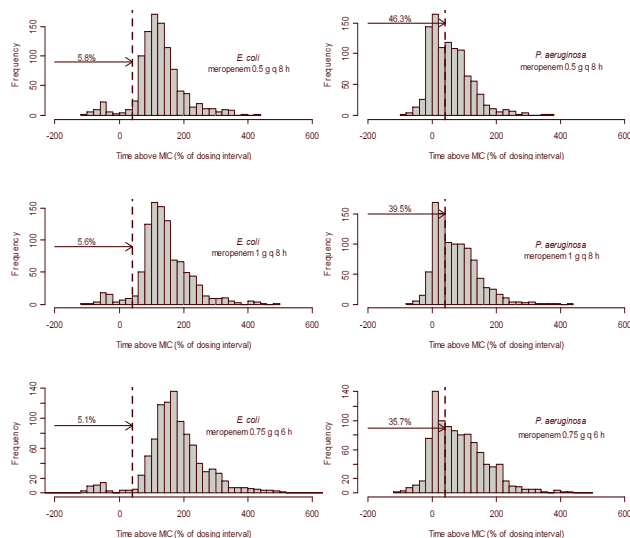 Frequency
0 50 100 150
5.8%
E. coli
meropenem 0.5 g q 8 h
-200 0 200 400 600
Time above MIC (% of dosing interval)
Frequency
0 50 100 150
46.3%
P. aeruginosa
meropenem 0.5 g q 8 h
-200 0 200 400 600
Time above MIC (% of dosing interval)
Frequency
0 50 100 150
5.6%
E. coli
meropenem 1 g q 8 h
-200 0 200 400 600
Time above MIC (% of dosing interval)
Frequency
0 50 100 150
39.5%
P. aeruginosa
meropenem 1 g q 8 h
-200 0 200 400 600
Time above MIC (% of dosing interval)
Frequency
0 20 40 60 80 100 140
5.1%
E. coli
meropenem 0.75 g q 6 h
-200 0 200 400 600
Time above MIC (% of dosing interval)
Frequency
0 20 40 60 80 100 140
35.7%
P. aeruginosa
meropenem 0.75 g q 6 h
-200 0 200 400 600
Time above MIC (% of dosing interval)